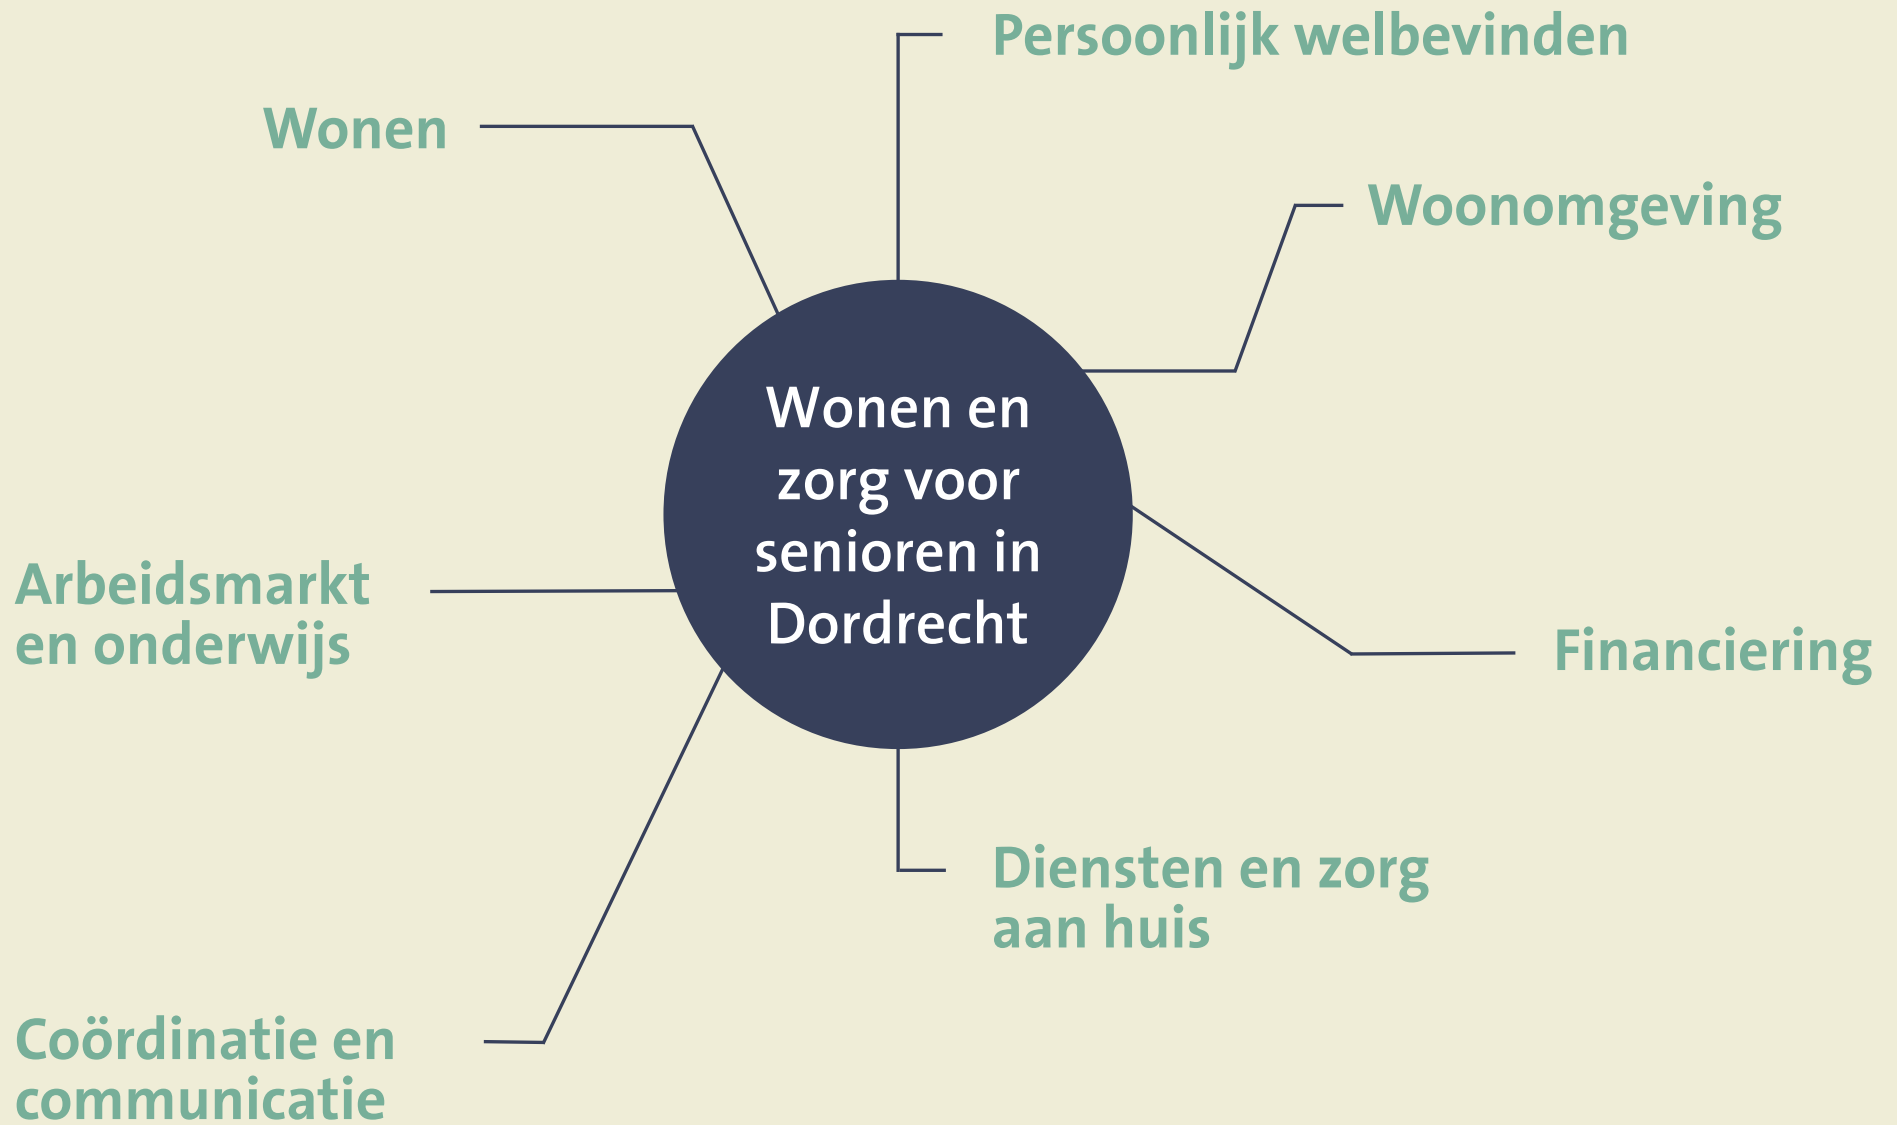 Persoonlijk welbevinden
Wonen
Woonomgeving
Wonen en
zorg voor
senioren in
Dordrecht
Arbeidsmarkt
en onderwijs
Financiering
Diensten en zorg
aan huis
Coördinatie en
communicatie